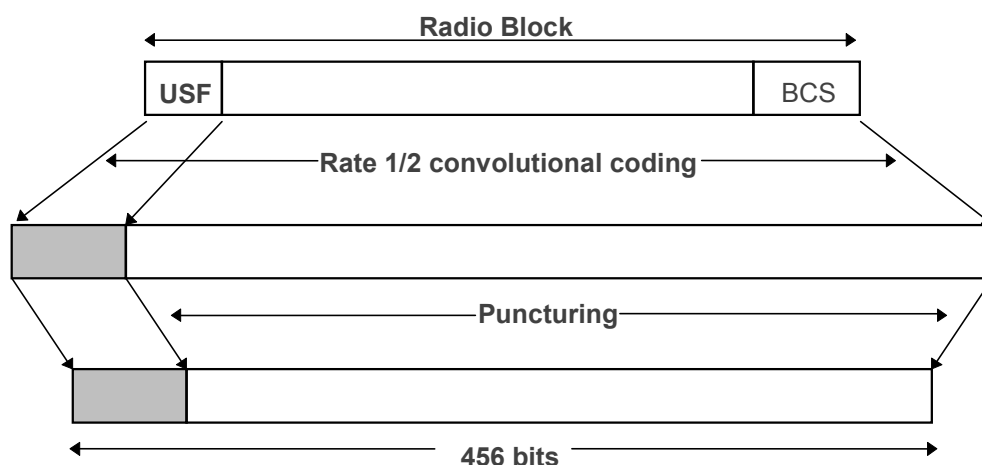 Radio Block
USF
BCS
Rate 1/2 convolutional coding
Puncturing
456 bits